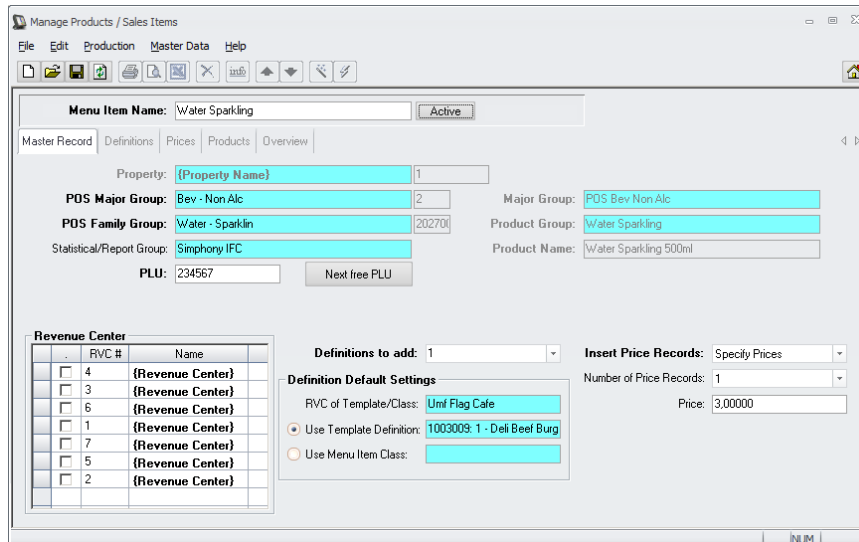 Manage Products / Sales Items
File Edit Production Master Data Help
info
Menu Item Name: Water Sparkling Active
Master Record Definitions Prices Products Overview
Property: {Property Name} 1
POS Major Group: Bev - Non Alc 2 Major Group: POS Bev Non Alc
POS Family Group: Water - Sparklin 20270 Product Group: Water Sparkling
Statistical/Report Group: Simphony IFC Product Name: Water Sparkling 500ml
PLU: 234567 Next free PLU
Revenue Center
. RVC # Name
4 {Revenue Center}
3 {Revenue Center}
6 {Revenue Center}
1 {Revenue Center}
7 {Revenue Center}
5 {Revenue Center}
2 {Revenue Center}
Definitions to add: 1
Definition Default Settings
RVC of Template/Class: Umf Flag Cafe
Use Template Definition: 1003009: 1 - Deli Beef Burg
Use Menu Item Class:
Insert Price Records: Specify Prices
Number of Price Records: 1
Price: 3,00000
NUM